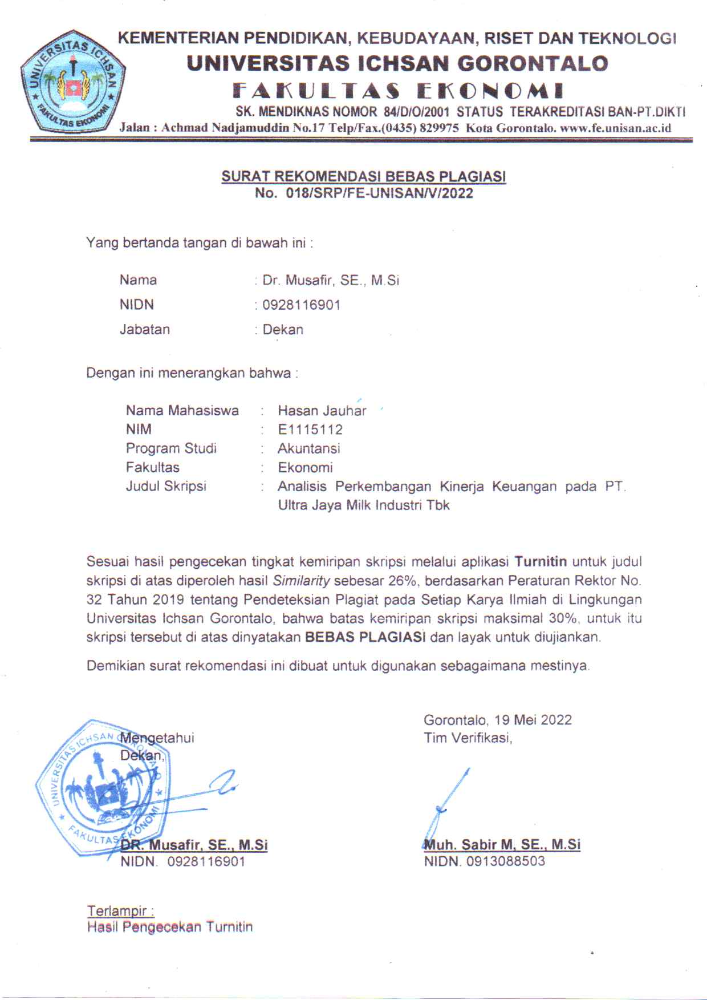 KEMENTERIAN PENDIDIKAN, KEBUDAYAAN, RISET DAN TEKNOLOGI
UNIVERSITAS ICHSAN GORONTALO
FAKULTAS EKONOMI
SK. MENDIKNAS NOMOR 84/D/O/2001 STATUS TERAKREDITASI BAN-PT.DIKTI
Jalan : Achmad Nadjamuddin No.17 Telp/Fax.(0435) 829975 Kota Gorontalo. www.fe.unisan.ac.id
UNIVERSITAS ICHSAN
FAKULTAS EKONOMI
SURAT REKOMENDASI BEBAS PLAGIASI
No. 018/SRP/FE-UNISAN/V/2022
Yang bertanda tangan di bawah ini :
Nama : Dr. Musafir, SE., M.Si
NIDN : 0928116901
Jabatan : Dekan
Dengan ini menerangkan bahwa :
Nama Mahasiswa : Hasan Jauhar
NIM : E1115112
Program Studi : Akuntansi
Fakultas : Ekonomi
Judul Skripsi : Analisis Perkembangan Kinerja Keuangan pada PT.
Ultra Jaya Milk Industri Tbk
Sesuai hasil pengecekan tingkat kemiripan skripsi melalui aplikasi Turnitin untuk judul
skripsi di atas diperoleh hasil Similarity sebesar 26%, berdasarkan Peraturan Rektor No.
32 Tahun 2019 tentang Pendeteksian Plagiat pada Setiap Karya Ilmiah di Lingkungan
Universitas Ichsan Gorontalo, bahwa batas kemiripan skripsi maksimal 30%, untuk itu
skripsi tersebut di atas dinyatakan BEBAS PLAGIASI dan layak untuk diujiankan.
Demikian surat rekomendasi ini dibuat untuk digunakan sebagaimana mestinya.
Gorontalo, 19 Mei 2022
Mengetahui
Dekan,
Tim Verifikasi,
UNIVERSITAS ICHSAN GORONTALO
FAKULTAS EKONOMI
DR. Musafir, SE., M.Si
NIDN. 0928116901
Muh. Sabir M, SE., M.Si
NIDN. 0913088503
Terlampir :
Hasil Pengecekan Turnitin